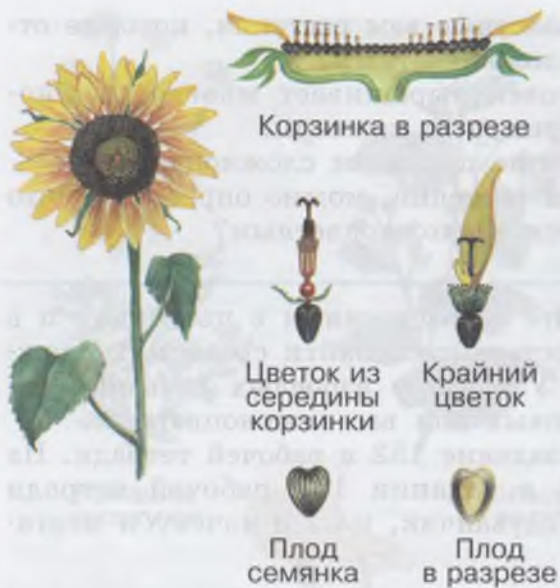 Корзинка в разрезе
Цветок из
середины
корзинки
Крайний
цветок
Плод
семянка
Плод
в разрезе